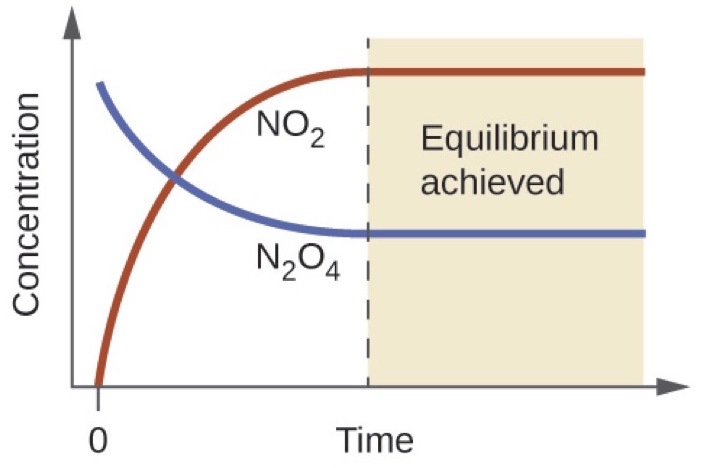 Concentration
NO₂
Equilibrium
achieved
N₂O₄
0
Time